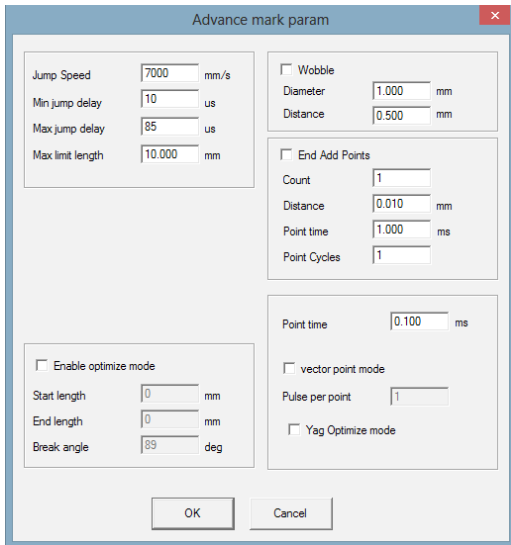 Advance mark param
Jump Speed 7000 mm/s
Min jump delay 10 us
Max jump delay 85 us
Max limit length 10.000 mm
Wobble
Diameter 1.000 mm
Distance 0.500 mm
End Add Points
Count 1
Distance 0.010 mm
Point time 1.000 ms
Point Cycles 1
Enable optimize mode
Start length 0 mm
End length 0 mm
Break angle 89 deg
Point time 0.100 ms
vector point mode
Pulse per point 1
Yag Optimize mode
OK Cancel